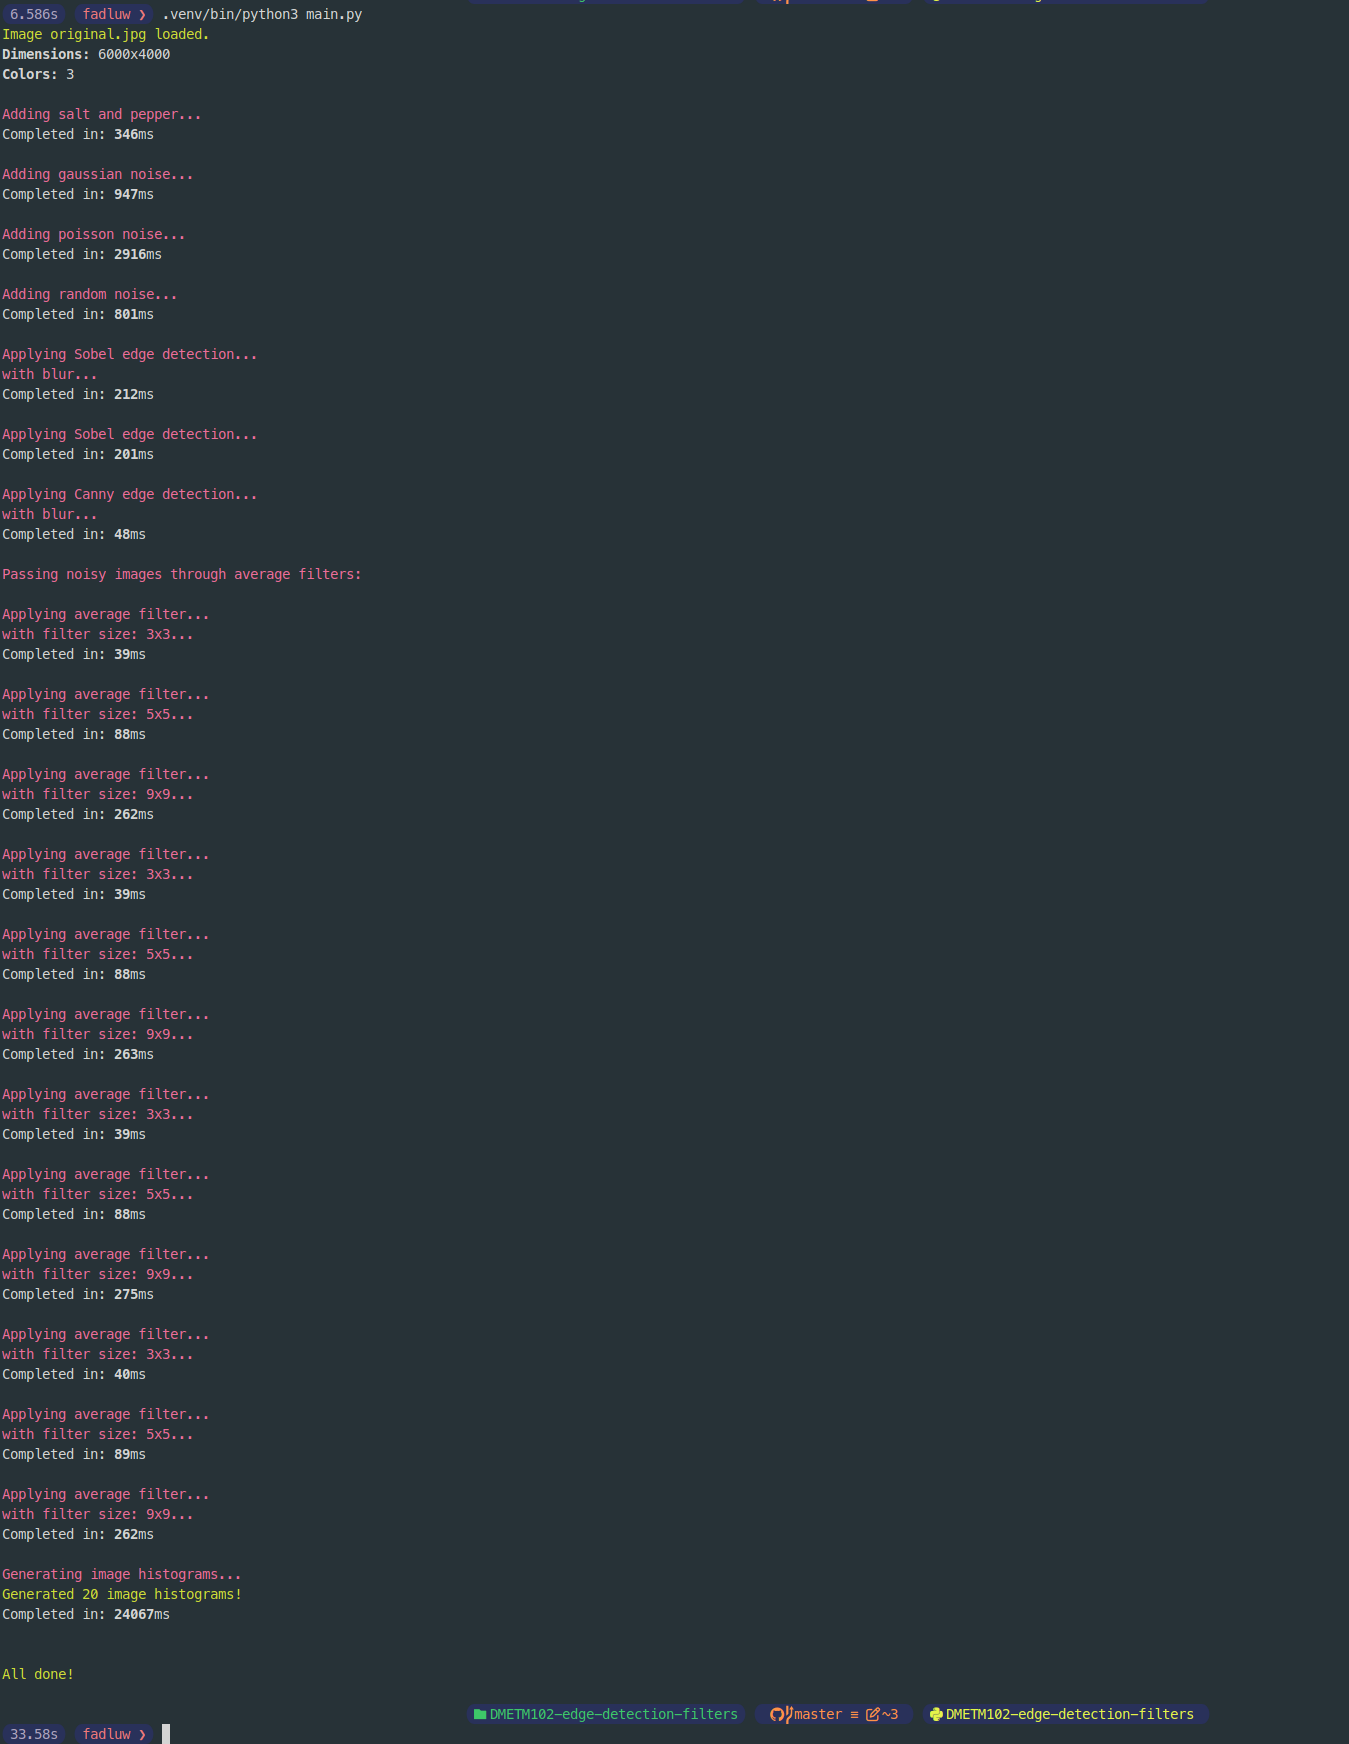 6.586s fadluw ❯ .venv/bin/python3 main.py
Image original.jpg loaded.
Dimensions: 6000x4000
Colors: 3
Adding salt and pepper...
Completed in: 346ms
Adding gaussian noise...
Completed in: 947ms
Adding poisson noise...
Completed in: 2916ms
Adding random noise...
Completed in: 801ms
Applying Sobel edge detection...
with blur...
Completed in: 212ms
Applying Sobel edge detection...
Completed in: 201ms
Applying Canny edge detection...
with blur...
Completed in: 48ms
Passing noisy images through average filters:
Applying average filter...
with filter size: 3x3...
Completed in: 39ms
Applying average filter...
with filter size: 5x5...
Completed in: 88ms
Applying average filter...
with filter size: 9x9...
Completed in: 262ms
Applying average filter...
with filter size: 3x3...
Completed in: 39ms
Applying average filter...
with filter size: 5x5...
Completed in: 88ms
Applying average filter...
with filter size: 9x9...
Completed in: 263ms
Applying average filter...
with filter size: 3x3...
Completed in: 39ms
Applying average filter...
with filter size: 5x5...
Completed in: 88ms
Applying average filter...
with filter size: 9x9...
Completed in: 275ms
Applying average filter...
with filter size: 3x3...
Completed in: 40ms
Applying average filter...
with filter size: 5x5...
Completed in: 89ms
Applying average filter...
with filter size: 9x9...
Completed in: 262ms
Generating image histograms...
Generated 20 image histograms!
Completed in: 24067ms
All done!
DMETM102-edge-detection-filters master ≡ ~3 DMETM102-edge-detection-filters
33.58s fadluw ❯